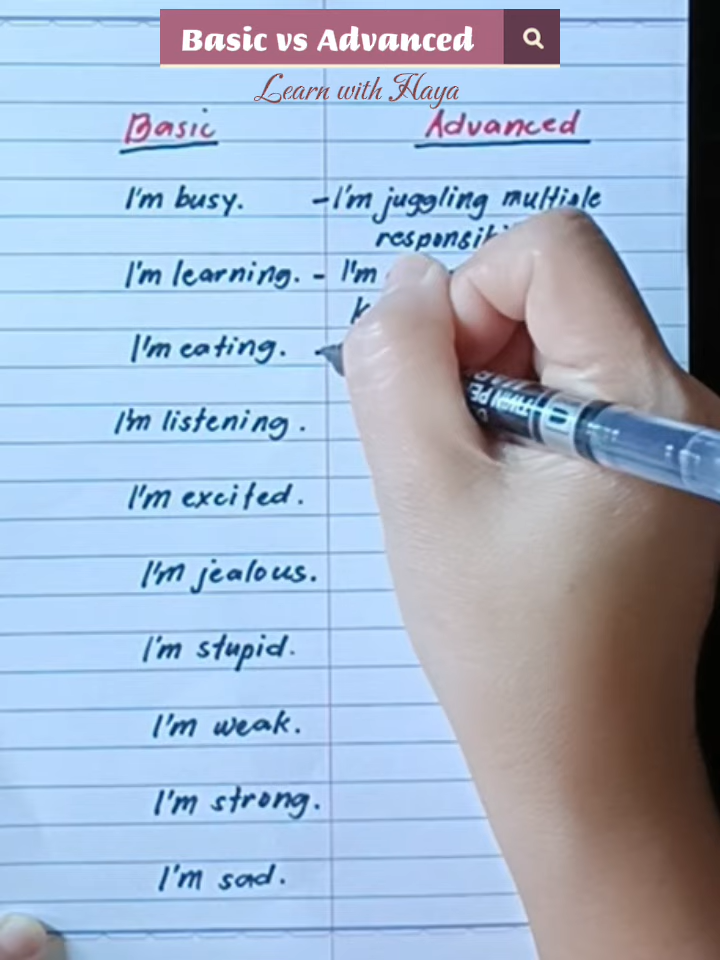 Basic vs Advanced
Learn with Haya
Basic Advanced
I'm busy. - I'm juggling multiple
I'm learning. - I'm
I'm eating. -
I'm listening.
I'm excited.
I'm jealous.
I'm stupid.
I'm weak.
I'm strong.
I'm sad.